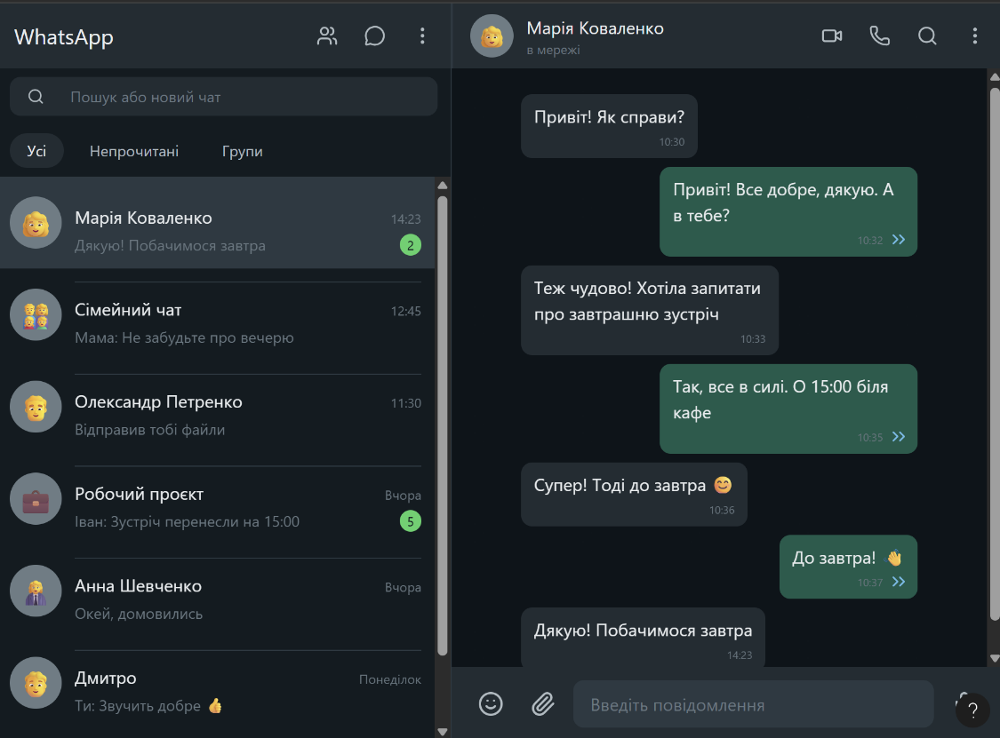 WhatsApp
Пошук або новий чат
Усі Непрочитані Групи
Марія Коваленко 14:23
Дякую! Побачимося завтра 2
Сімейний чат 12:45
Мама: Не забудьте про вечерю
Олександр Петренко 11:30
Відправив тобі файли
Робочий проєкт Вчора
Іван: Зустріч перенесли на 15:00 5
Анна Шевченко Вчора
Окей, домовились
Дмитро Понеділок
Ти: Звучить добре 👍
Марія Коваленко
в мережі
Привіт! Як справи?
10:30
Привіт! Все добре, дякую. А
в тебе?
10:32
Теж чудово! Хотіла запитати
про завтрашню зустріч
10:33
Так, все в силі. О 15:00 біля
кафе
10:35
Супер! Тоді до завтра 😊
10:36
До завтра! 👋
10:37
Дякую! Побачимося завтра
14:23
Введіть повідомлення
?